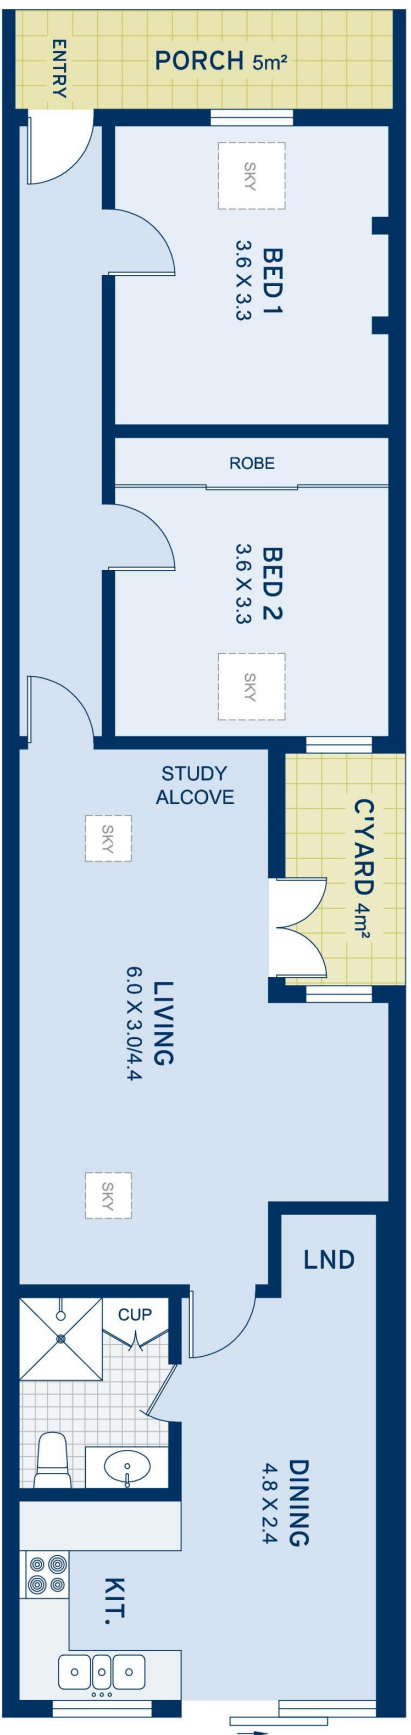 PORCH 5m²
ENTRY
SKY
BED 1
3.6 X 3.3
ROBE
BED 2
3.6 X 3.3
SKY
STUDY
ALCOVE
C'YARD 4m²
SKY
LIVING
6.0 X 3.0/4.4
SKY
LND
CUP
DINING
4.8 X 2.4
KIT.